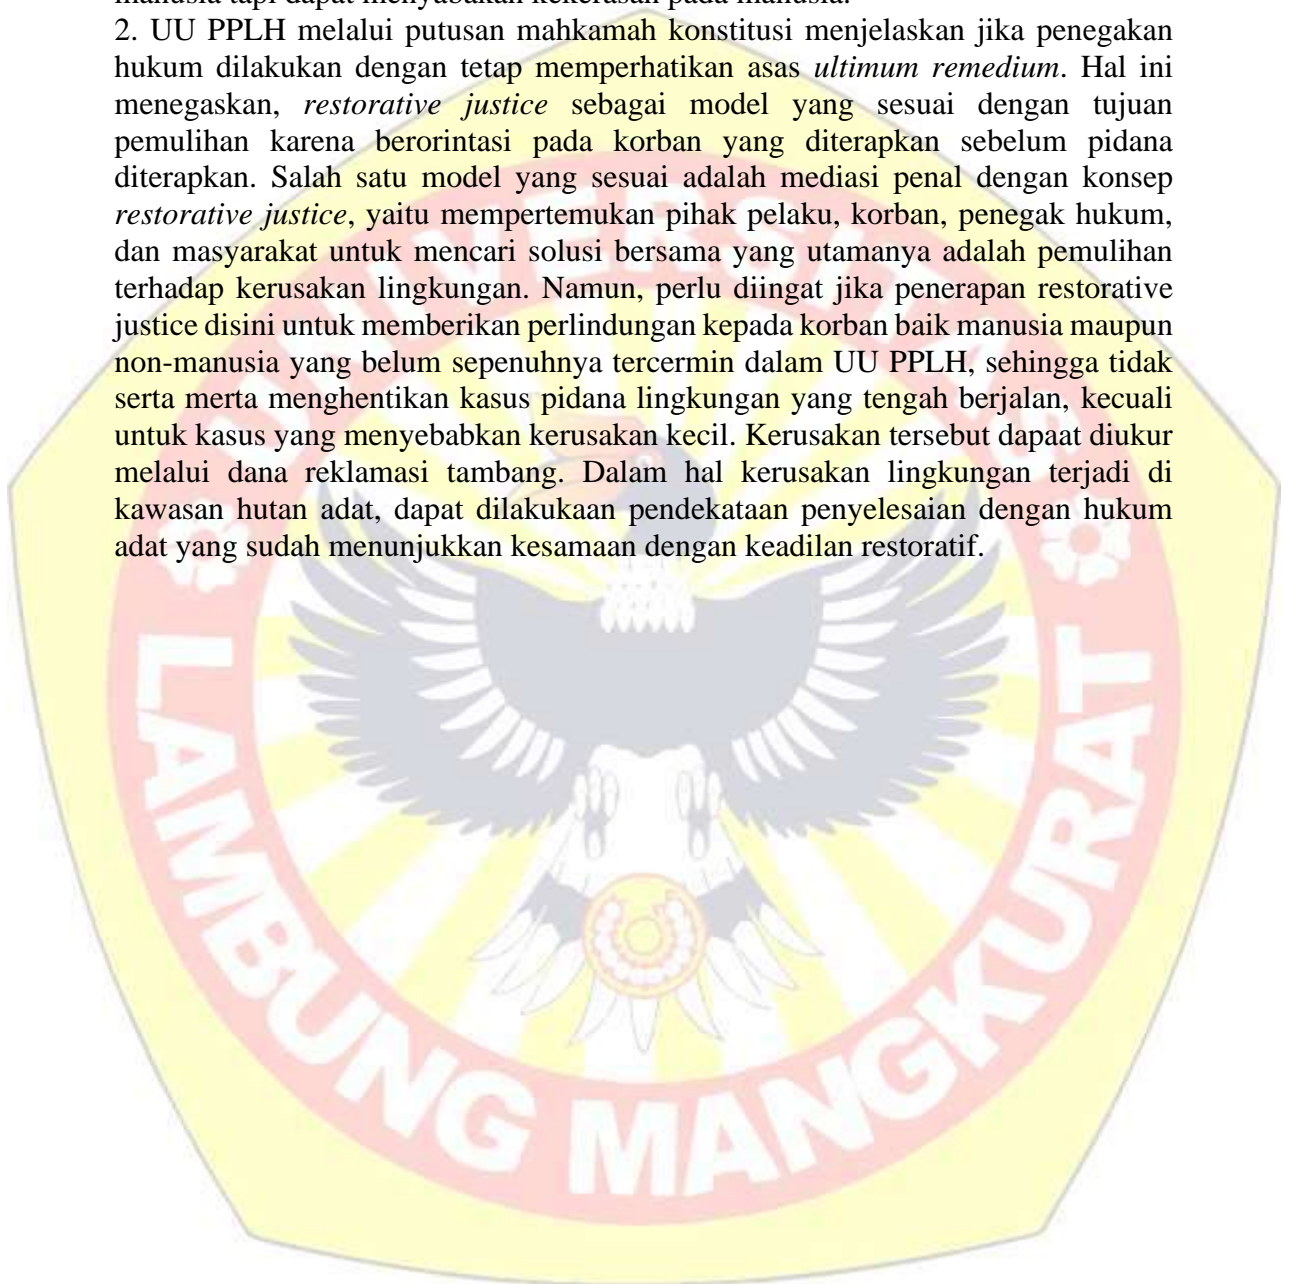 manusia tapi dapat menyabakan kekerasan pada manusia.
2. UU PPLH melalui putusan mahkamah konstitusi menjelaskan jika penegakan
hukum dilakukan dengan tetap memperhatikan asas ultimum remedium. Hal ini
menegaskan, restorative justice sebagai model yang sesuai dengan tujuan
pemulihan karena berorintasi pada korban yang diterapkan sebelum pidana
diterapkan. Salah satu model yang sesuai adalah mediasi penal dengan konsep
restorative justice, yaitu mempertemukan pihak pelaku, korban, penegak hukum,
dan masyarakat untuk mencari solusi bersama yang utamanya adalah pemulihan
terhadap kerusakan lingkungan. Namun, perlu diingat jika penerapan restorative
justice disini untuk memberikan perlindungan kepada korban baik manusia maupun
non-manusia yang belum sepenuhnya tercermin dalam UU PPLH, sehingga tidak
serta merta menghentikan kasus pidana lingkungan yang tengah berjalan, kecuali
untuk kasus yang menyebabkan kerusakan kecil. Kerusakan tersebut dapaat diukur
melalui dana reklamasi tambang. Dalam hal kerusakan lingkungan terjadi di
kawasan hutan adat, dapat dilakukaan pendekataan penyelesaian dengan hukum
adat yang sudah menunjukkan kesamaan dengan keadilan restoratif.
UNIVERSITAS
LAMBUNG MANGKURAT